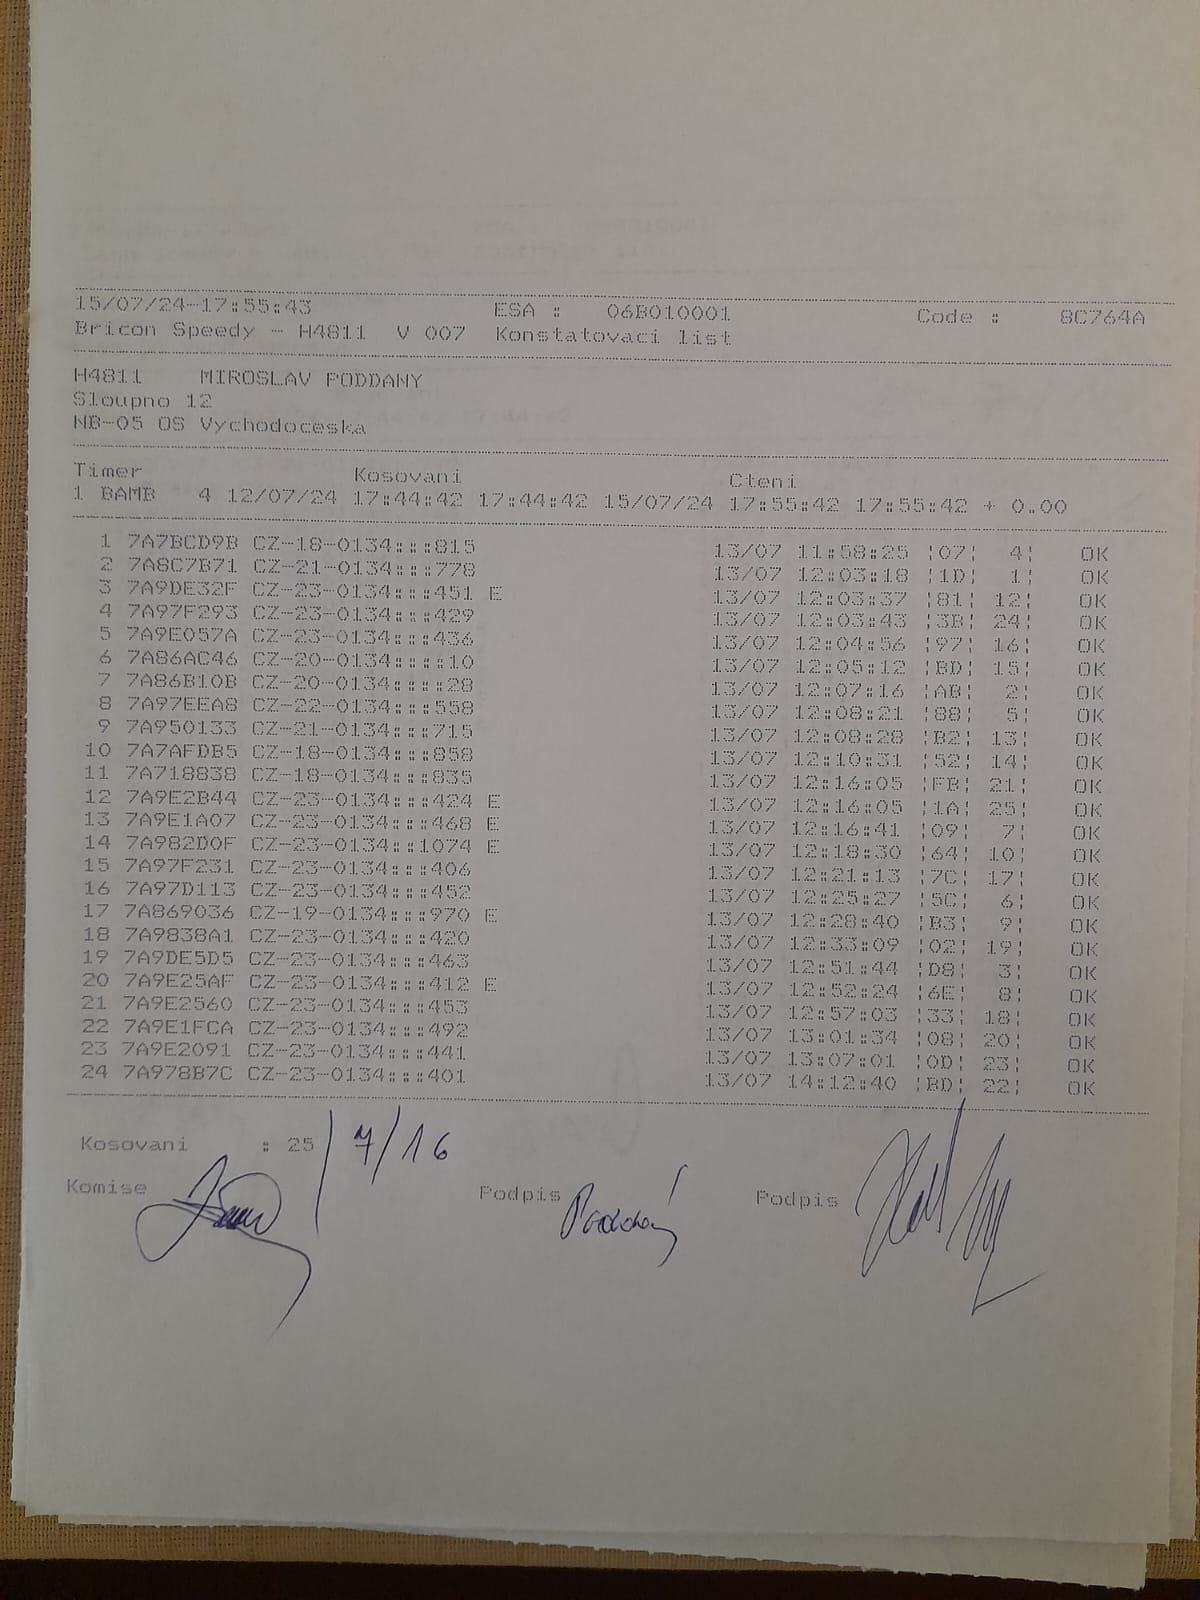 15/07/24-17:55:43 ESA : 06B010001 Code : 8C764A
Bricon Speedy - H4811 V 007 Konstatovaci list
H4811 MIROSLAV PODDANY
Sloupno 12
NB-05 OS Vychodoceska
Timer Kosovani Cteni
1 BAMB 4 12/07/24 17:44:42 17:44:42 15/07/24 17:55:42 17:55:42 + 0.00
1 7A7BCD9B CZ-18-0134:::815 13/07 11:58:25 ¦07¦ 4¦ OK
2 7A8C7B71 CZ-21-0134:::778 13/07 12:03:18 ¦1D¦ 1¦ OK
3 7A9DE32F CZ-23-0134:::451 E 13/07 12:03:37 ¦81¦ 12¦ OK
4 7A97F293 CZ-23-0134:::429 13/07 12:03:43 ¦3B¦ 24¦ OK
5 7A9E057A CZ-23-0134:::436 13/07 12:04:56 ¦97¦ 16¦ OK
6 7A86AC46 CZ-20-0134::::10 13/07 12:05:12 ¦BD¦ 15¦ OK
7 7A86B10B CZ-20-0134::::28 13/07 12:07:16 ¦AB¦ 2¦ OK
8 7A97EEA8 CZ-22-0134:::558 13/07 12:08:21 ¦88¦ 5¦ OK
9 7A950133 CZ-21-0134:::715 13/07 12:08:28 ¦B2¦ 13¦ OK
10 7A7AFDB5 CZ-18-0134:::858 13/07 12:10:31 ¦52¦ 14¦ OK
11 7A718838 CZ-18-0134:::835 13/07 12:16:05 ¦FB¦ 21¦ OK
12 7A9E2B44 CZ-23-0134:::424 E 13/07 12:16:05 ¦1A¦ 25¦ OK
13 7A9E1A07 CZ-23-0134:::468 E 13/07 12:16:41 ¦09¦ 7¦ OK
14 7A982D0F CZ-23-0134::1074 E 13/07 12:18:30 ¦64¦ 10¦ OK
15 7A97F231 CZ-23-0134:::406 13/07 12:21:13 ¦7C¦ 17¦ OK
16 7A97D113 CZ-23-0134:::452 13/07 12:25:27 ¦5C¦ 6¦ OK
17 7A869036 CZ-19-0134:::970 E 13/07 12:28:40 ¦B3¦ 9¦ OK
18 7A9838A1 CZ-23-0134:::420 13/07 12:33:09 ¦02¦ 19¦ OK
19 7A9DE5D5 CZ-23-0134:::463 13/07 12:51:44 ¦D8¦ 3¦ OK
20 7A9E25AF CZ-23-0134:::412 E 13/07 12:52:24 ¦6E¦ 8¦ OK
21 7A9E2560 CZ-23-0134:::453 13/07 12:57:03 ¦33¦ 18¦ OK
22 7A9E1FCA CZ-23-0134:::492 13/07 13:01:34 ¦08¦ 20¦ OK
23 7A9E2091 CZ-23-0134:::441 13/07 13:07:01 ¦0D¦ 23¦ OK
24 7A978B7C CZ-23-0134:::401 13/07 14:12:40 ¦BD¦ 22¦ OK
Kosovani : 25 / 7/16
Komise Podpis Poddaný Podpis